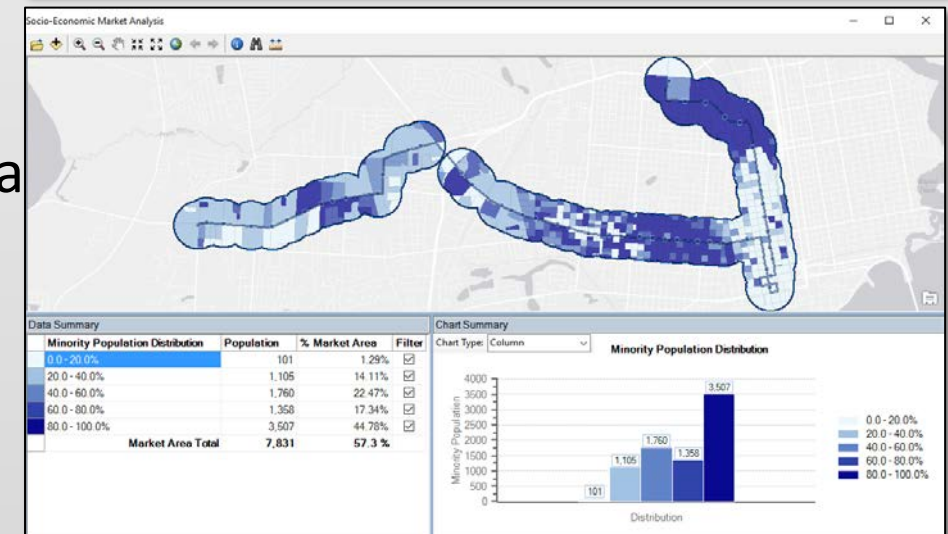 Socio-Economic Market Analysis
a
Data Summary
Minority Population Distribution Population % Market Area Filter
0.0 - 20.0% 101 1.29%
20.0 - 40.0% 1,105 14.11%
40.0 - 60.0% 1,760 22.47%
60.0 - 80.0% 1,358 17.34%
80.0 - 100.0% 3,507 44.78%
Market Area Total 7,831 57.3 %
Chart Summary
Chart Type: Column
Minority Population Distribution
Minority Population
4000
3500
3000
2500
2000
1500
1000
500
0
101
1,105
1,760
1,358
3,507
Distribution
0.0 - 20.0%
20.0 - 40.0%
40.0 - 60.0%
60.0 - 80.0%
80.0 - 100.0%